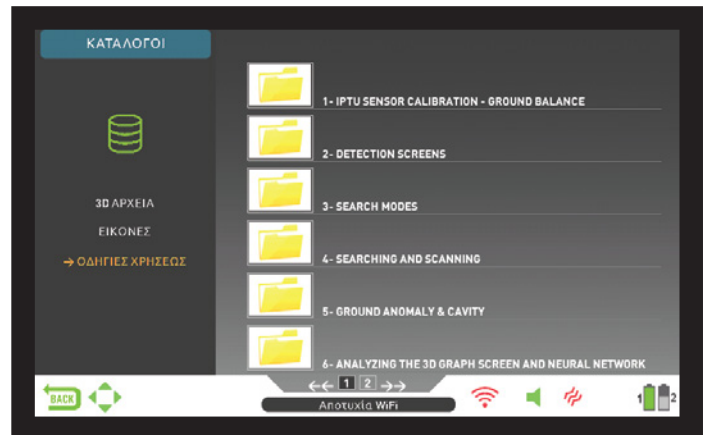 ΚΑΤΑΛΟΓΟΙ
1- IPTU SENSOR CALIBRATION - GROUND BALANCE
2- DETECTION SCREENS
3D ΑΡΧΕΙΑ
3- SEARCH MODES
ΕΙΚΟΝΕΣ
→ ΟΔΗΓΙΕΣ ΧΡΗΣΕΩΣ
4- SEARCHING AND SCANNING
5- GROUND ANOMALY & CAVITY
6- ANALYZING THE 3D GRAPH SCREEN AND NEURAL NETWORK
←← 1 2 →→
BACK
Αποτυχία WiFi
1 2